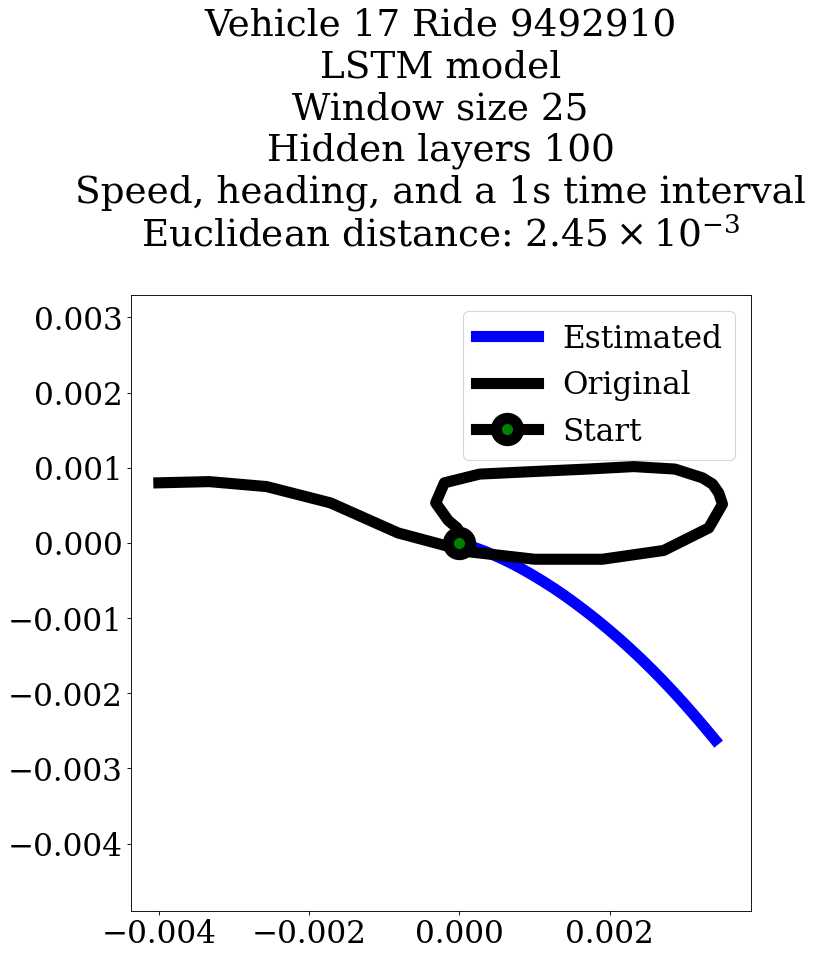 Vehicle 17 Ride 9492910
LSTM model
Window size 25
Hidden layers 100
Speed, heading, and a 1s time interval
Euclidean distance: 2.45 × 10⁻³
Estimated
Original
Start
0.003
0.002
0.001
0.000
−0.001
−0.002
−0.003
−0.004
−0.004 −0.002 0.000 0.002